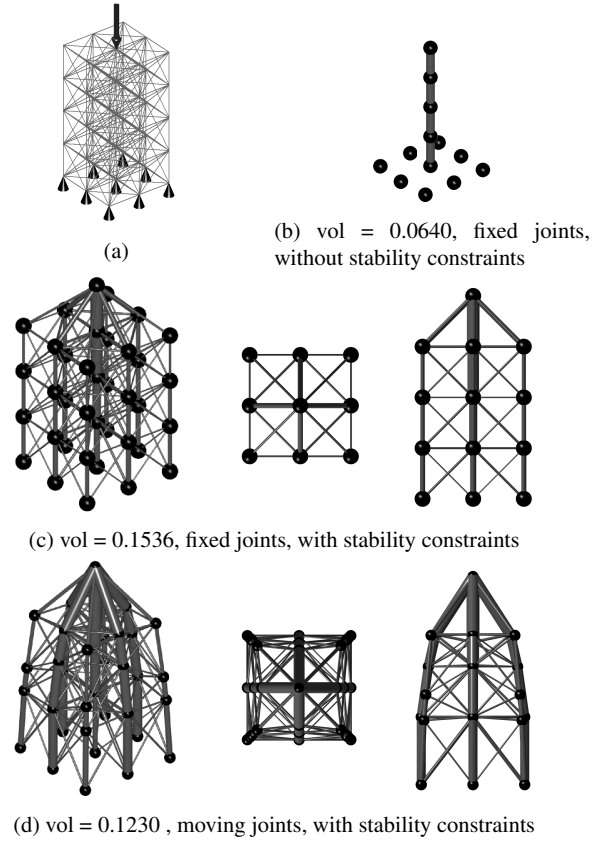 (a)
(b) vol = 0.0640, fixed joints,
without stability constraints
(c) vol = 0.1536, fixed joints, with stability constraints
(d) vol = 0.1230 , moving joints, with stability constraints